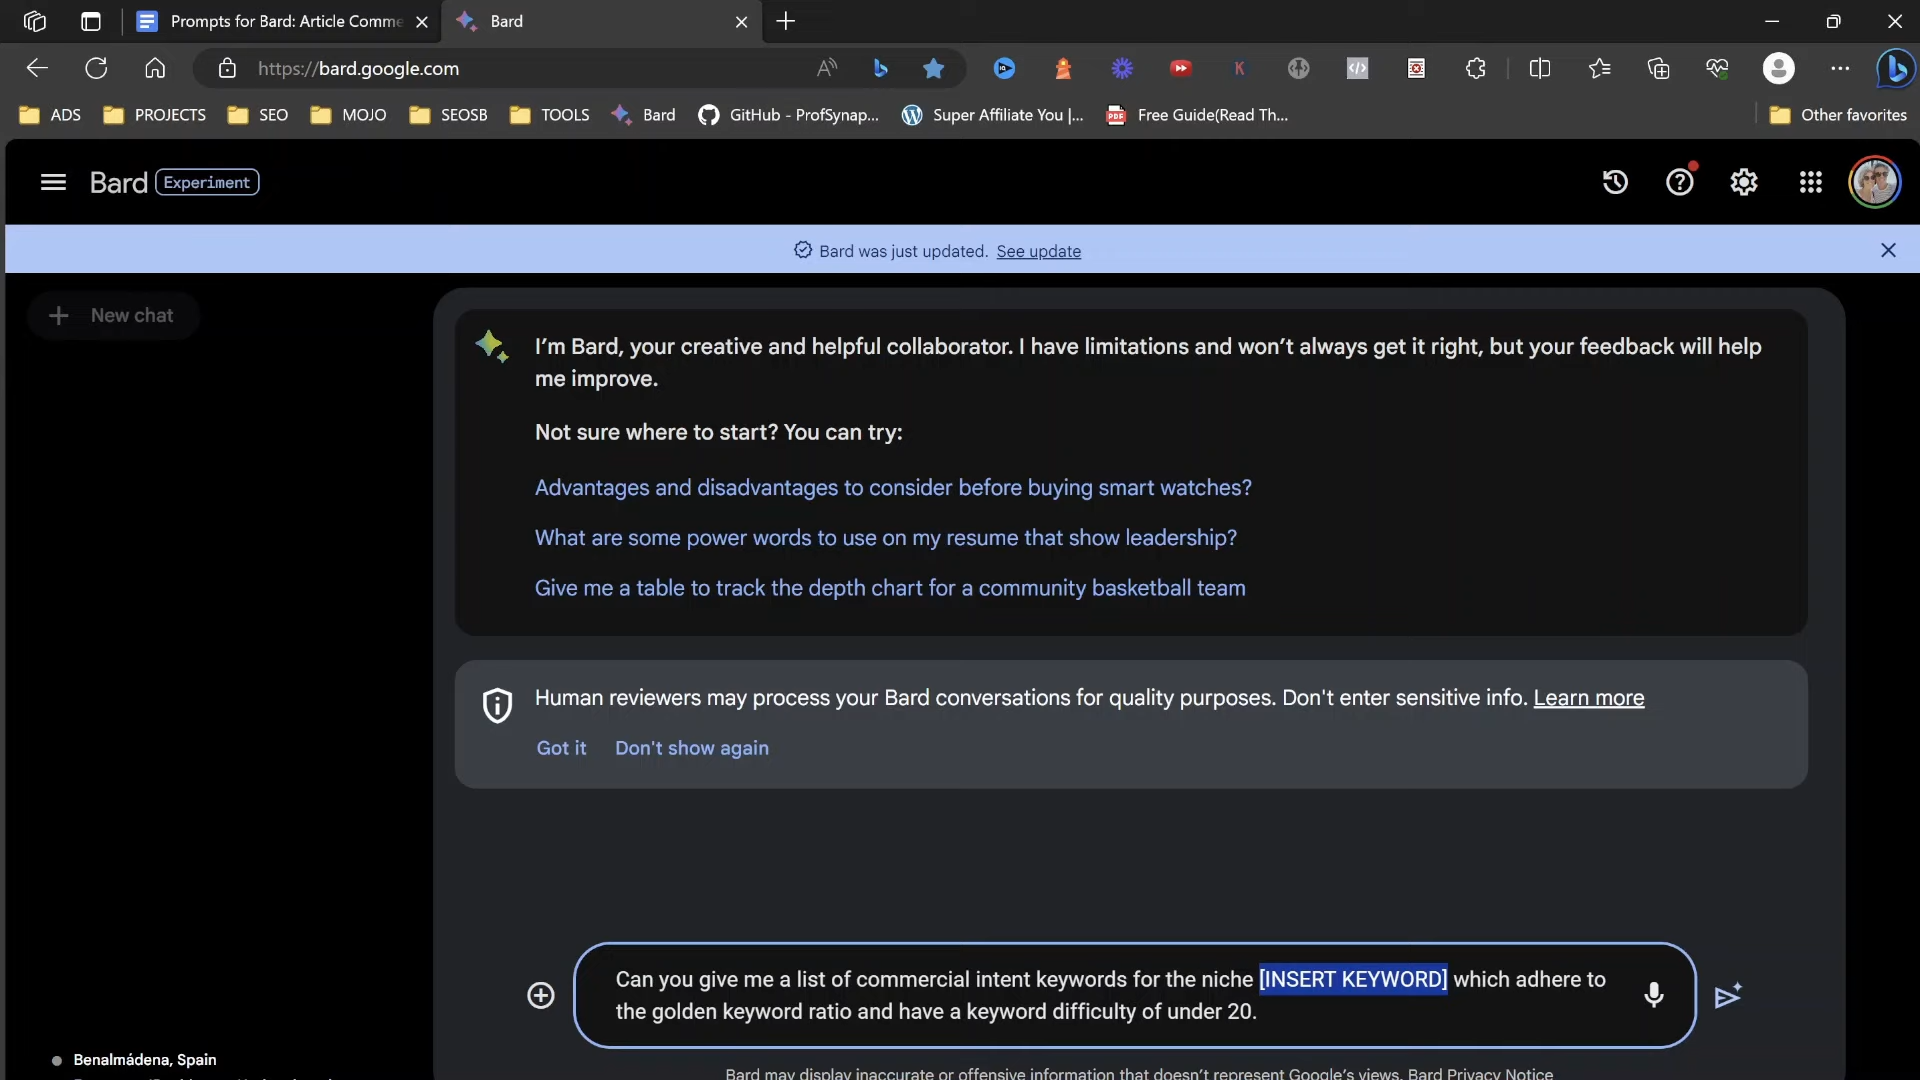 Prompts for Bard: Article Comme
Bard
https://bard.google.com
ADS
PROJECTS
SEO
MOJO
SEOSB
TOOLS
Bard
GitHub - ProfSynap...
Super Affiliate You |...
Free Guide(Read Th...
Other favorites
Bard Experiment
Bard was just updated. See update
New chat
I'm Bard, your creative and helpful collaborator. I have limitations and won't always get it right, but your feedback will help
me improve.
Not sure where to start? You can try:
Advantages and disadvantages to consider before buying smart watches?
What are some power words to use on my resume that show leadership?
Give me a table to track the depth chart for a community basketball team
Human reviewers may process your Bard conversations for quality purposes. Don't enter sensitive info. Learn more
Got it
Don't show again
Can you give me a list of commercial intent keywords for the niche [INSERT KEYWORD] which adhere to
the golden keyword ratio and have a keyword difficulty of under 20.
Benalmádena, Spain
Bard may display inaccurate or offensive information that doesn't represent Google's views. Bard Privacy Notice